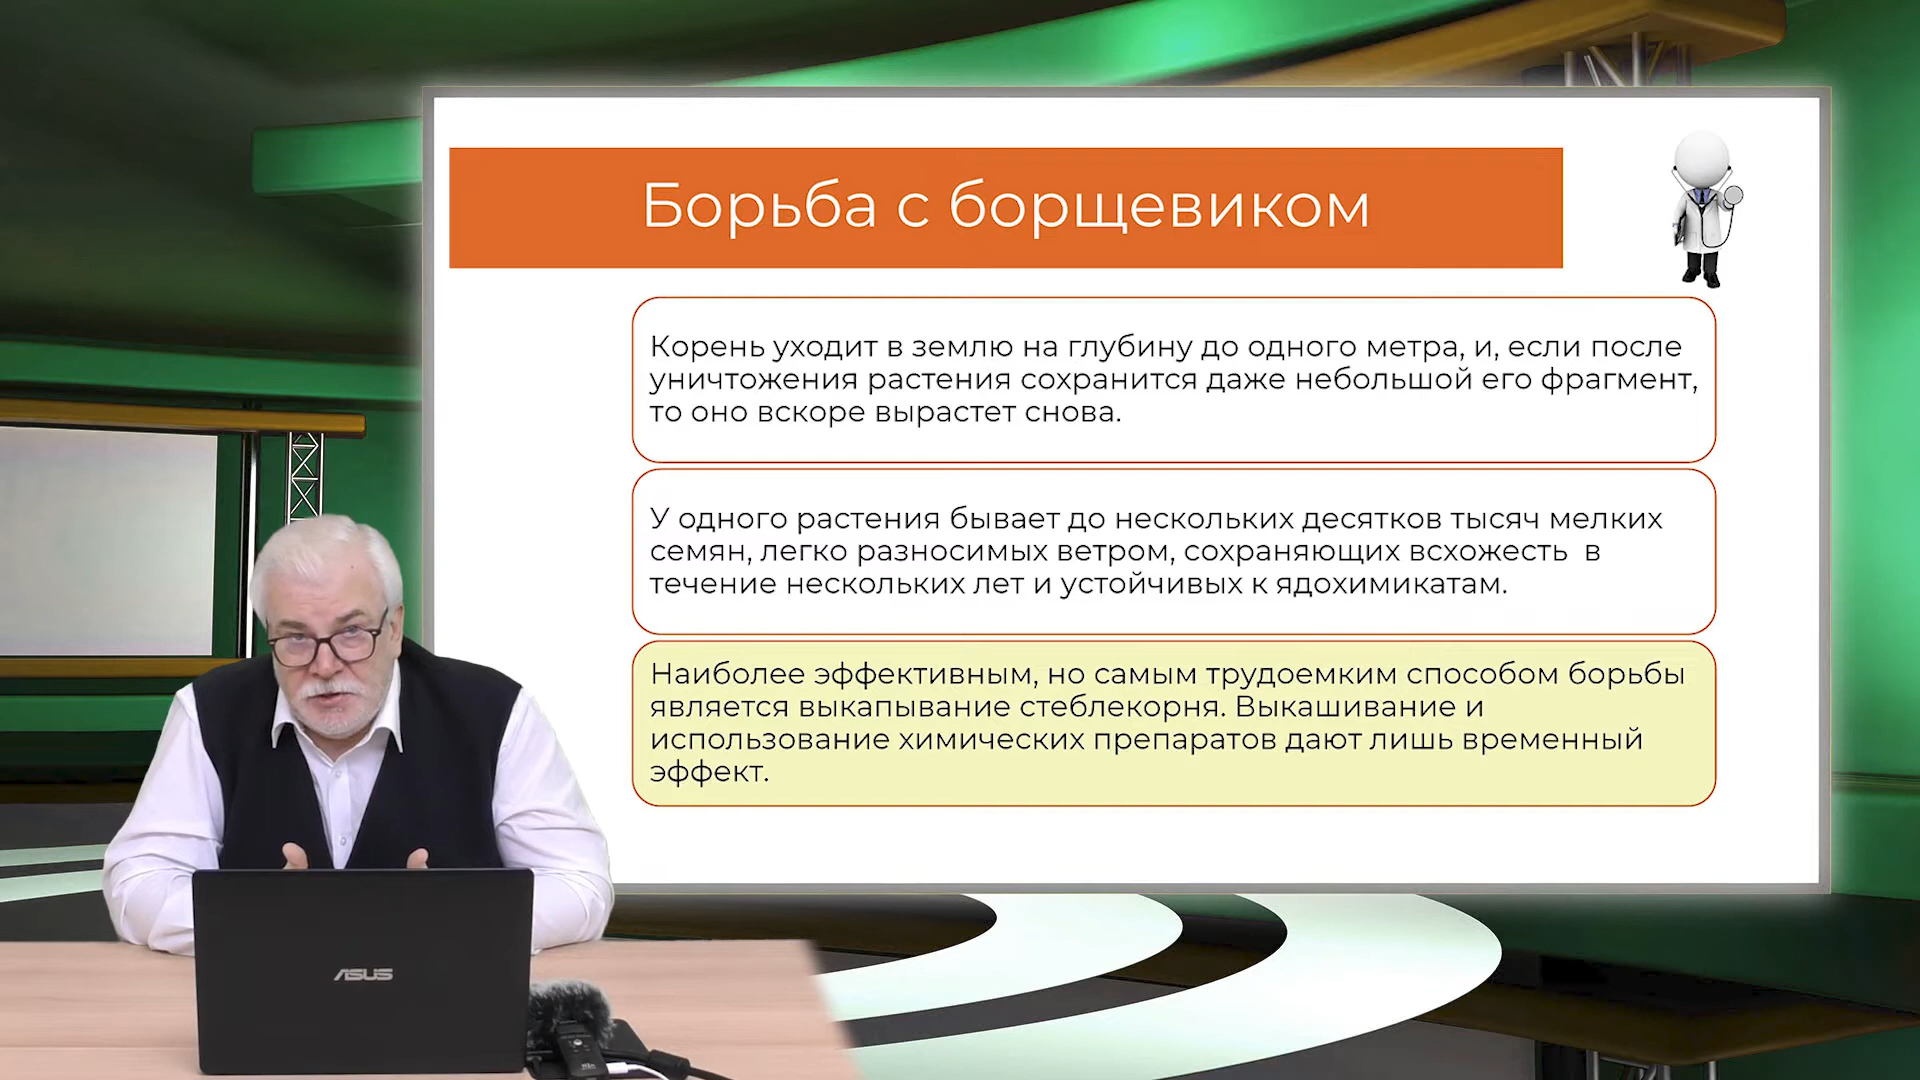 Борьба с борщевиком
Корень уходит в землю на глубину до одного метра, и, если после
уничтожения растения сохранится даже небольшой его фрагмент,
то оно вскоре вырастет снова.
У одного растения бывает до нескольких десятков тысяч мелких
семян, легко разносимых ветром, сохраняющих всхожесть в
течение нескольких лет и устойчивых к ядохимикатам.
Наиболее эффективным, но самым трудоемким способом борьбы
является выкапывание стеблекорня. Выкашивание и
использование химических препаратов дают лишь временный
эффект.
ASUS